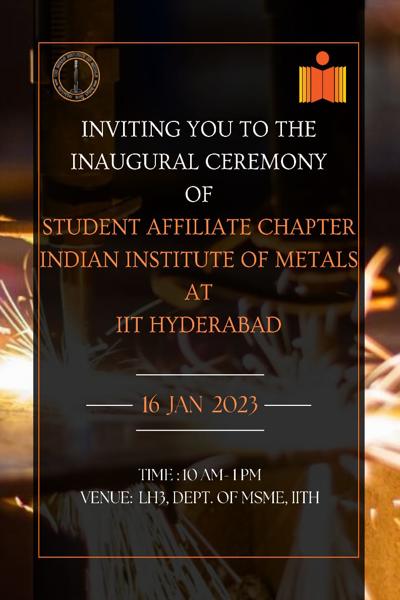 INVITING YOU TO THE
INAUGURAL CEREMONY
OF
STUDENT AFFILIATE CHAPTER
INDIAN INSTITUTE OF METALS
AT
IIT HYDERABAD
16 JAN 2023
TIME : 10 AM- 1 PM
VENUE: LH3, DEPT. OF MSME, IITH